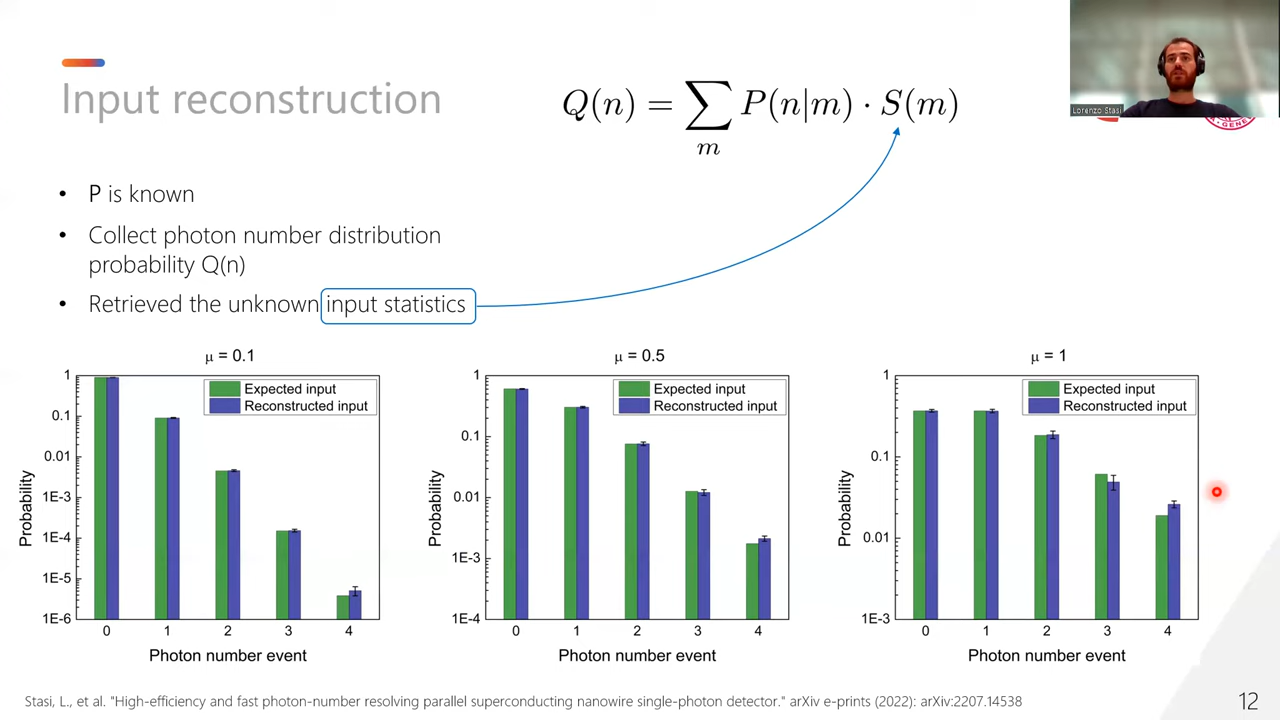 Input reconstruction
Q(n) = ∑ P(n|m) · S(m)
m
Lorenzo Stasi
• P is known
• Collect photon number distribution
probability Q(n)
• Retrieved the unknown input statistics
μ = 0.1
Expected input
Reconstructed input
1
0.1
0.01
1E-3
1E-4
1E-5
1E-6
Probability
0 1 2 3 4
Photon number event
μ = 0.5
Expected input
Reconstructed input
1
0.1
0.01
1E-3
1E-4
Probability
0 1 2 3 4
Photon number event
μ = 1
Expected input
Reconstructed input
1
0.1
0.01
1E-3
Probability
0 1 2 3 4
Photon number event
Stasi, L., et al. "High-efficiency and fast photon-number resolving parallel superconducting nanowire single-photon detector." arXiv e-prints (2022): arXiv:2207.14538
12